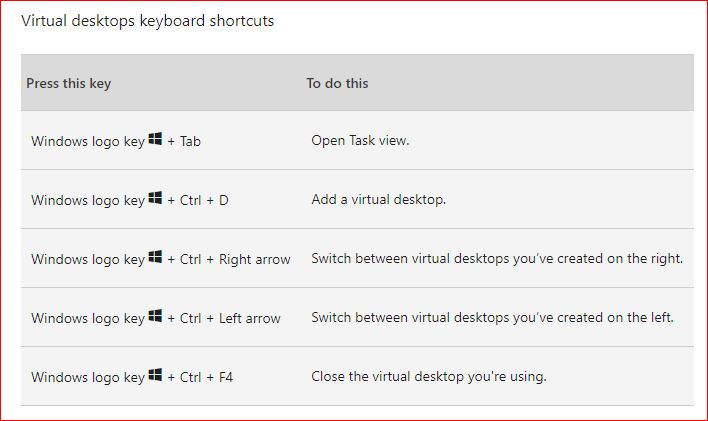 Virtual desktops keyboard shortcuts
Press this key To do this
Windows logo key + Tab Open Task view.
Windows logo key + Ctrl + D Add a virtual desktop.
Windows logo key + Ctrl + Right arrow Switch between virtual desktops you’ve created on the right.
Windows logo key + Ctrl + Left arrow Switch between virtual desktops you’ve created on the left.
Windows logo key + Ctrl + F4 Close the virtual desktop you're using.